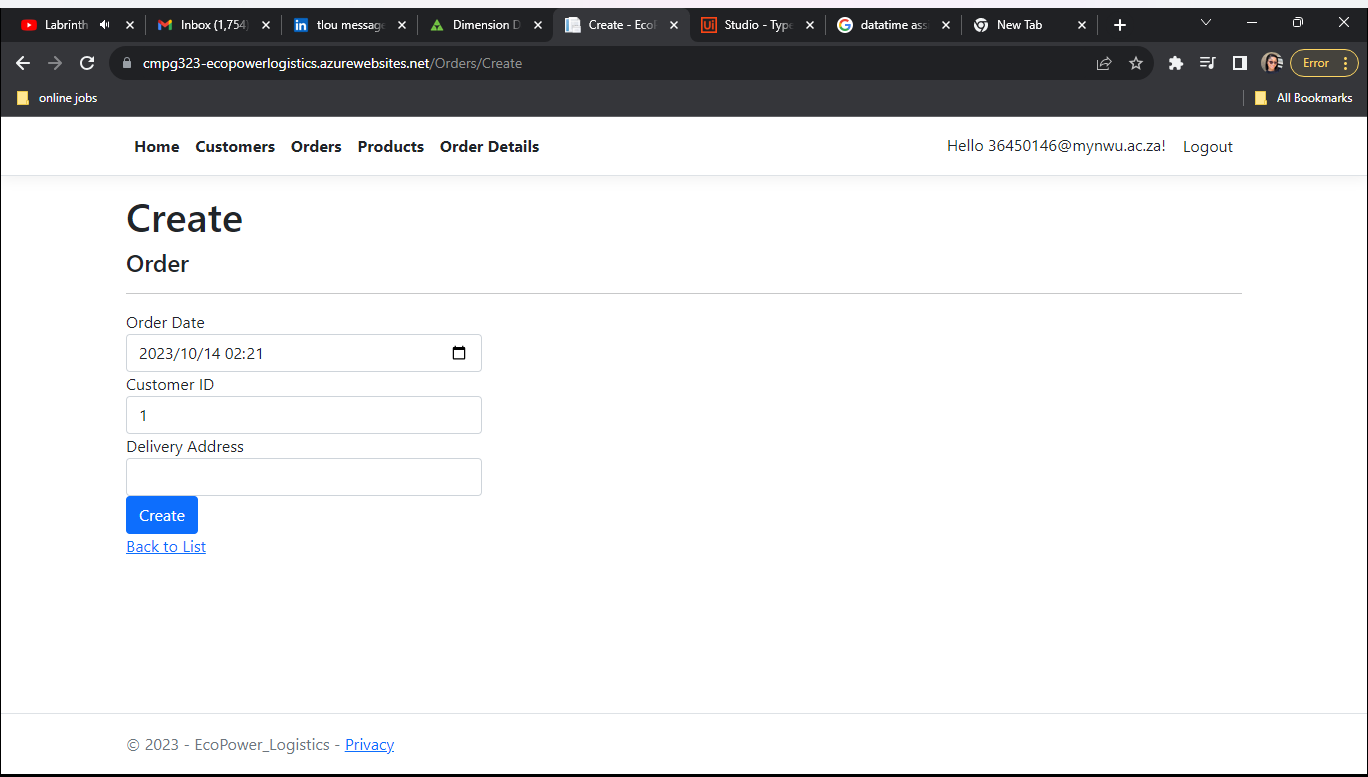 Labrinth Inbox (1,754) tlou message Dimension D Create - Ecol Studio - Type datatime ass New Tab
cmpg323-ecopowerlogistics.azurewebsites.net/Orders/Create Error
online jobs All Bookmarks
Home Customers Orders Products Order Details Hello 36450146@mynwu.ac.za! Logout
Create
Order
Order Date
2023/10/14 02:21
Customer ID
1
Delivery Address
Create
Back to List
© 2023 - EcoPower_Logistics - Privacy